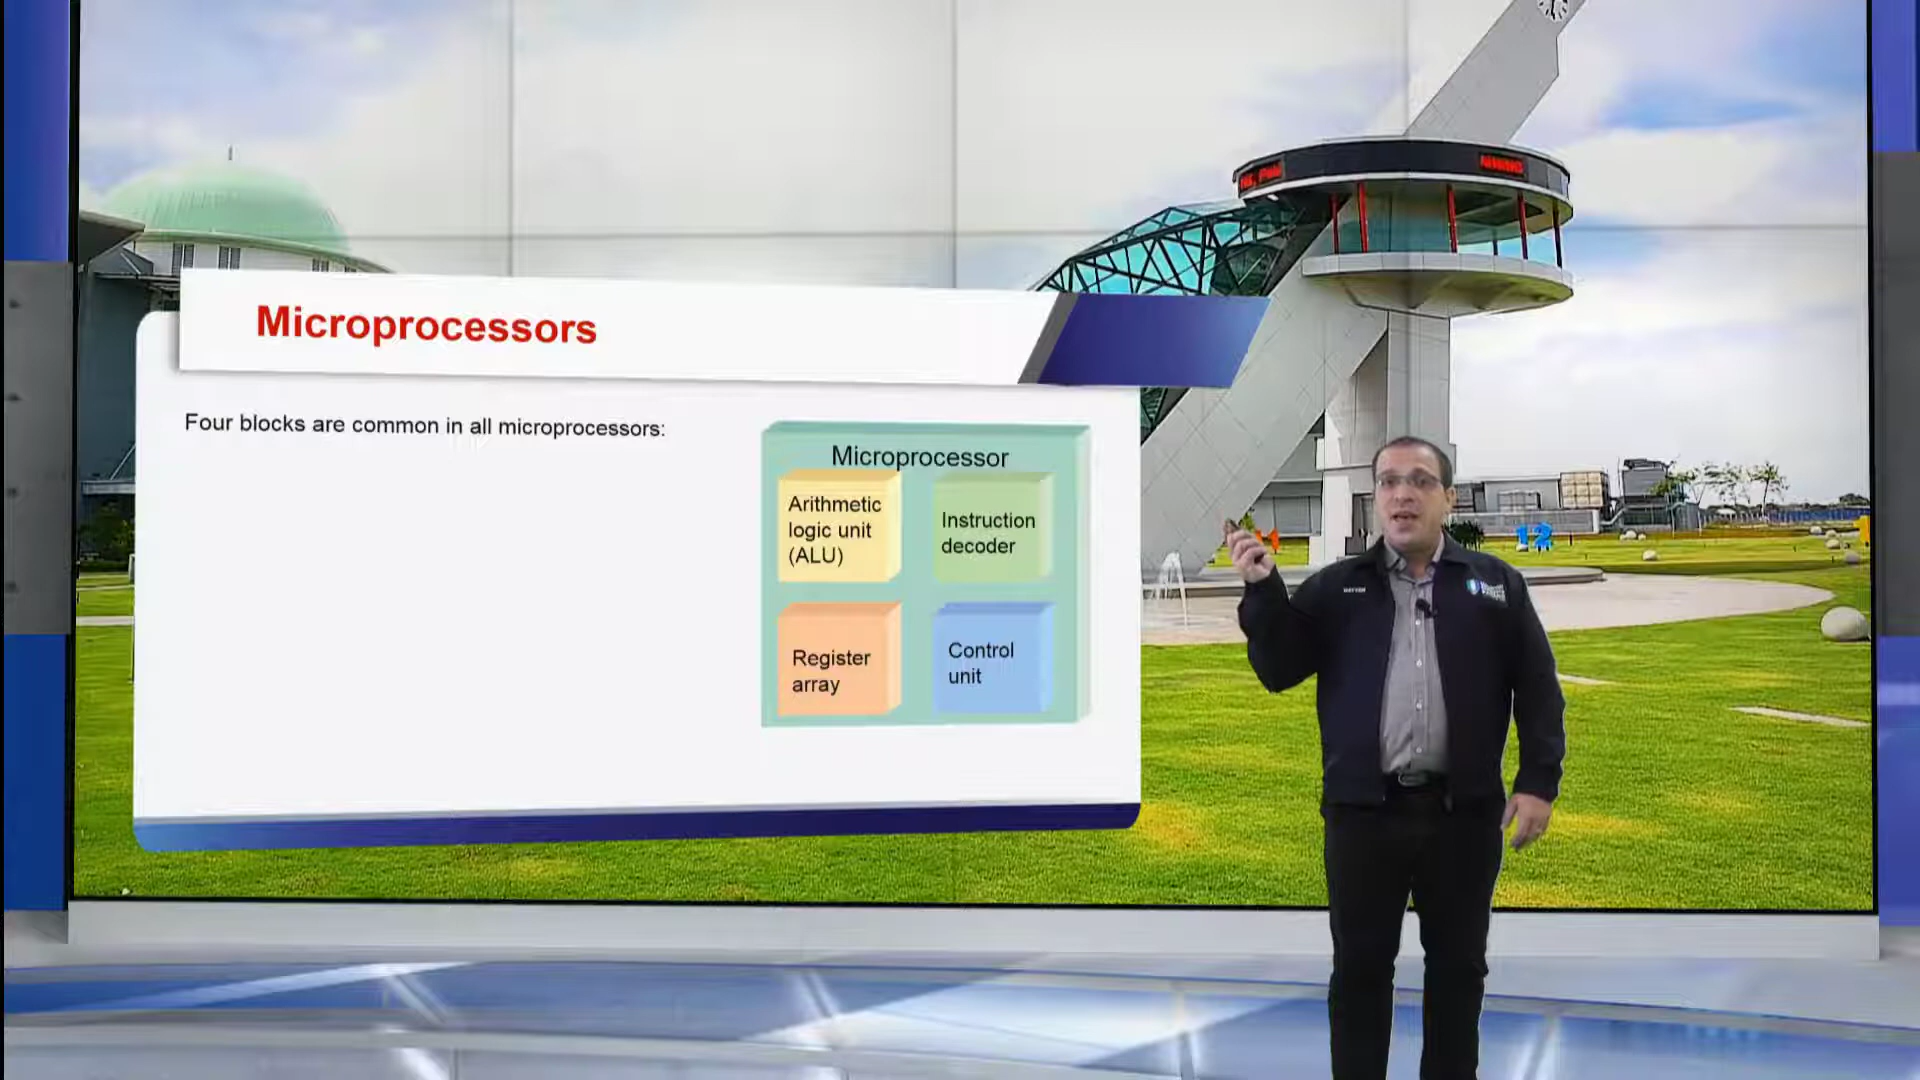 Microprocessors
Four blocks are common in all microprocessors:
Microprocessor
Arithmetic
logic unit
(ALU)
Instruction
decoder
Register
array
Control
unit
12